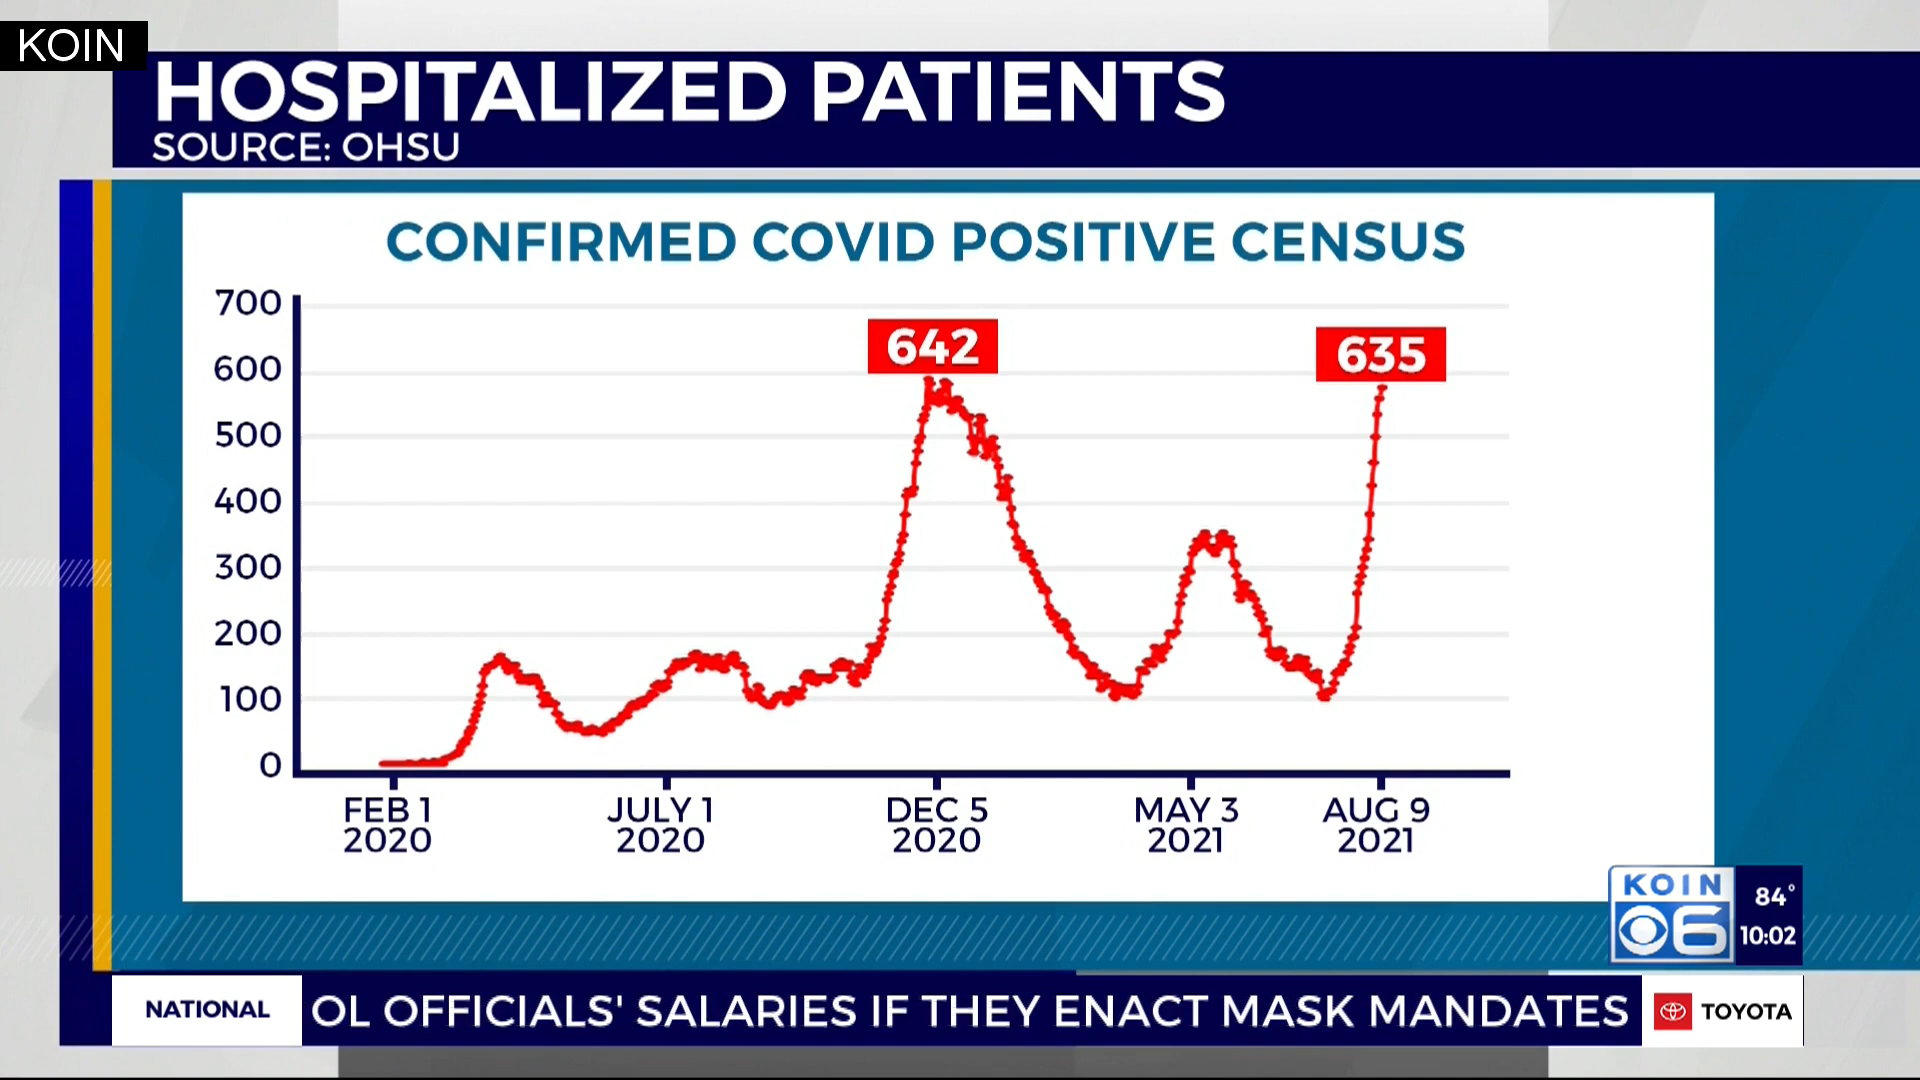 KOIN
HOSPITALIZED PATIENTS
SOURCE: OHSU
CONFIRMED COVID POSITIVE CENSUS
700
600
500
400
300
200
100
0
642
635
FEB 1
2020
JULY 1
2020
DEC 5
2020
MAY 3
2021
AUG 9
2021
KOIN
6
84°
10:02
NATIONAL
OL OFFICIALS' SALARIES IF THEY ENACT MASK MANDATES
TOYOTA